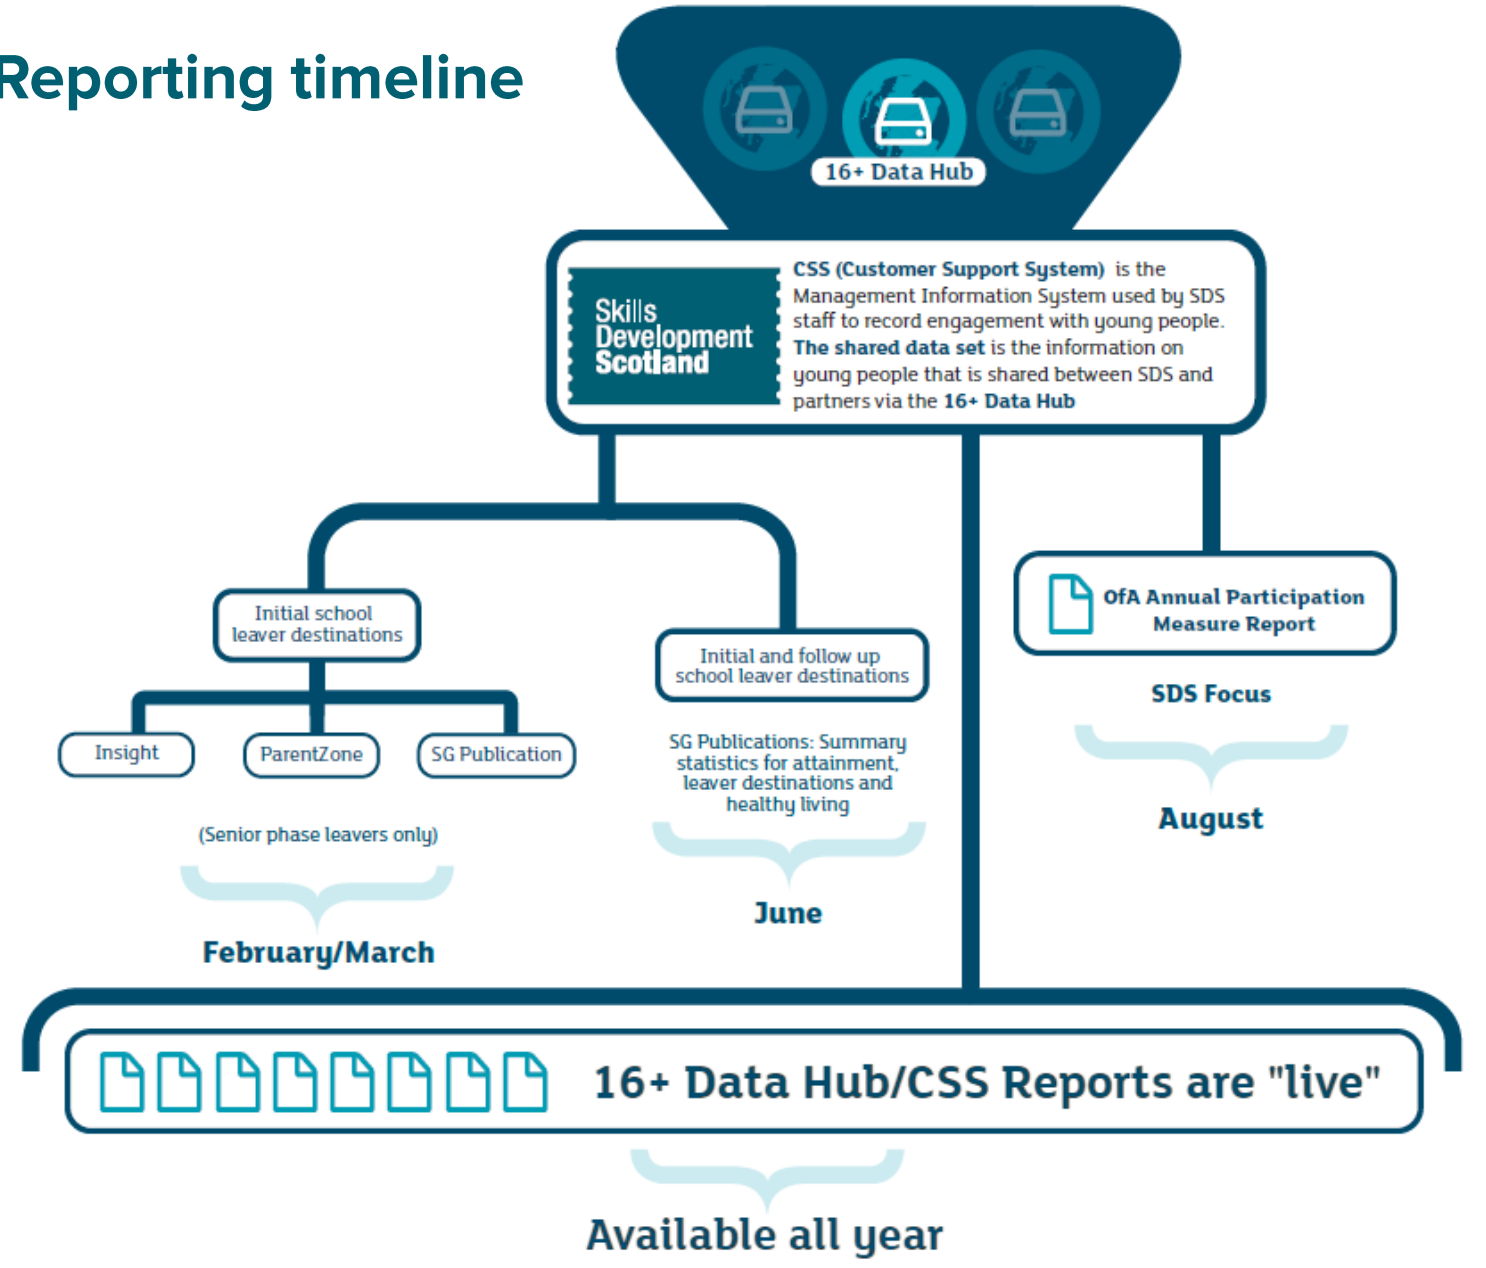 Reporting timeline
16+ Data Hub
Skills
Development
Scotland
CSS (Customer Support System) is the
Management Information System used by SDS
staff to record engagement with young people.
The shared data set is the information on
young people that is shared between SDS and
partners via the 16+ Data Hub
Initial school
leaver destinations
Insight
ParentZone
SG Publication
(Senior phase leavers only)
February/March
Initial and follow up
school leaver destinations
SG Publications: Summary
statistics for attainment,
leaver destinations and
healthy living
June
OfA Annual Participation
Measure Report
SDS Focus
August
16+ Data Hub/CSS Reports are "live"
Available all year